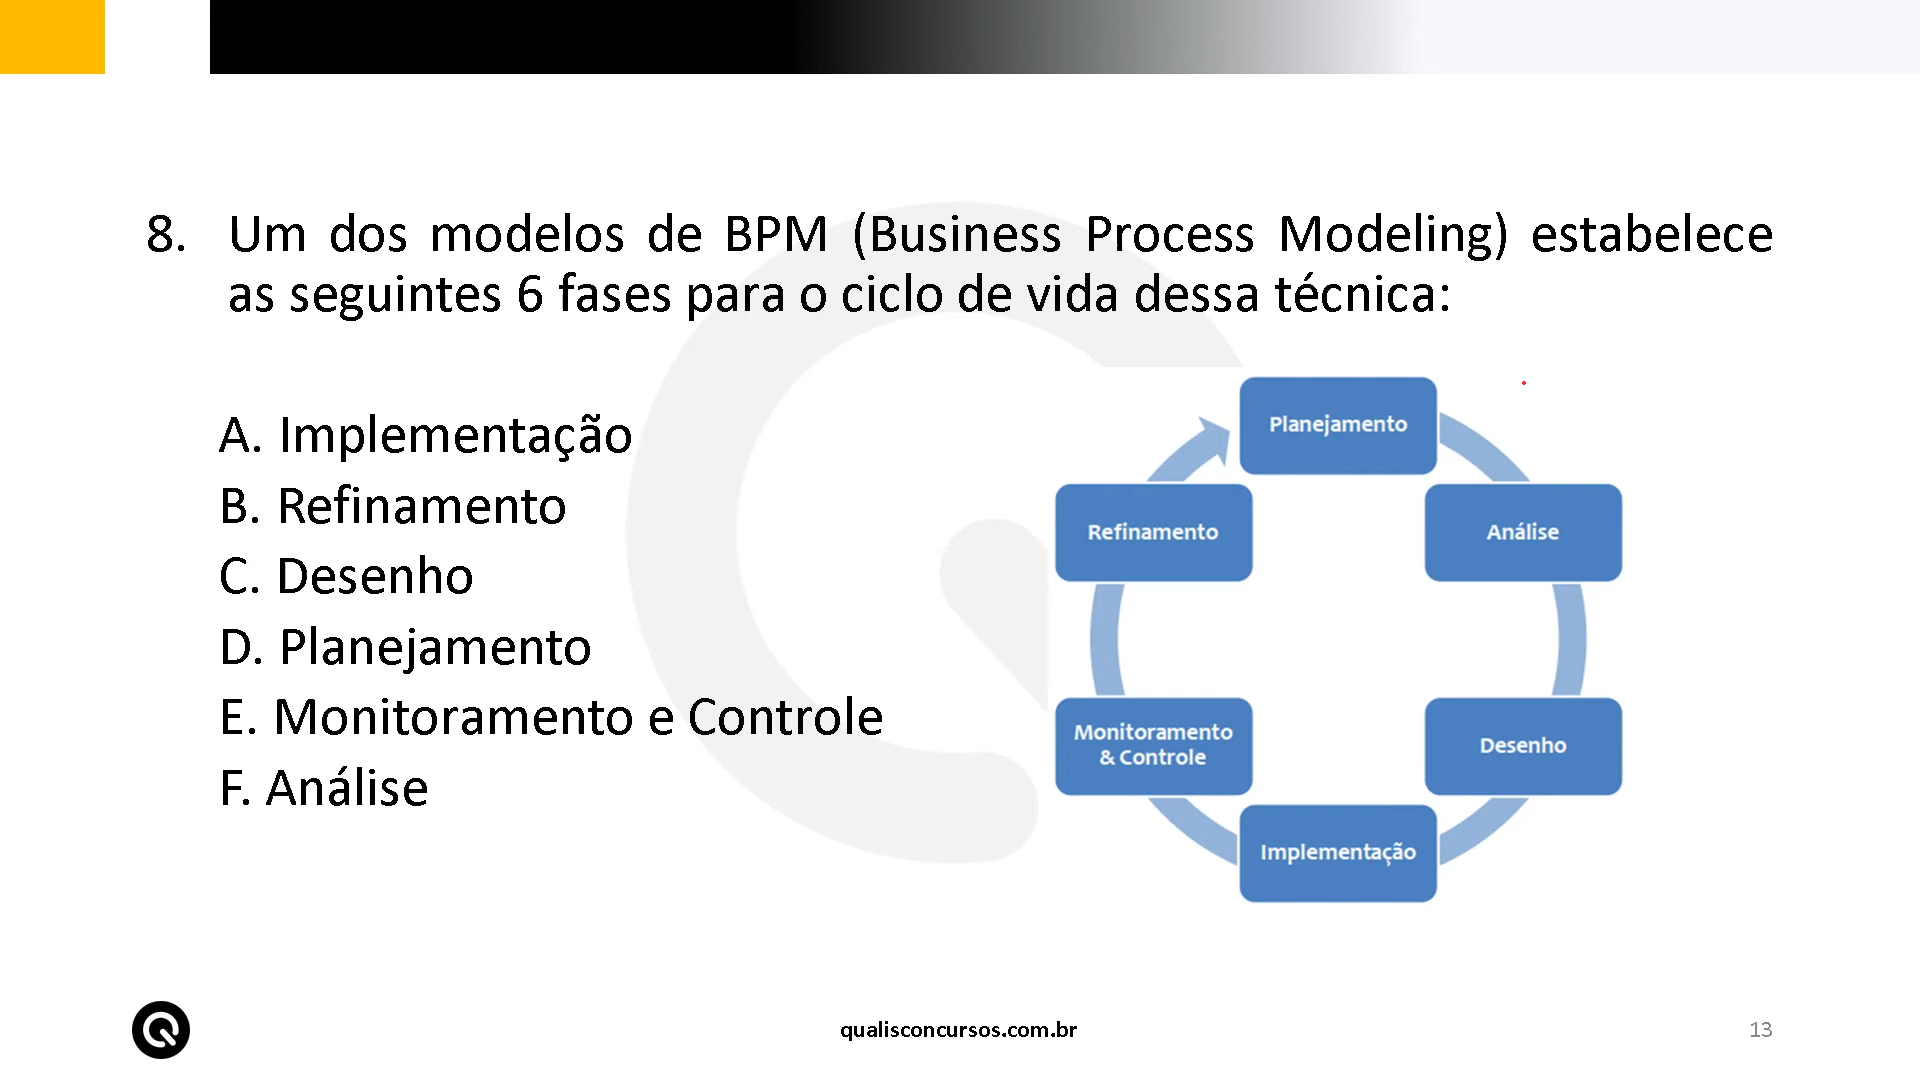 8. Um dos modelos de BPM (Business Process Modeling) estabelece
as seguintes 6 fases para o ciclo de vida dessa técnica:
A. Implementação
B. Refinamento
C. Desenho
D. Planejamento
E. Monitoramento e Controle
F. Análise
Planejamento
Refinamento
Análise
Monitoramento
& Controle
Desenho
Implementação
qualisconcursos.com.br
13